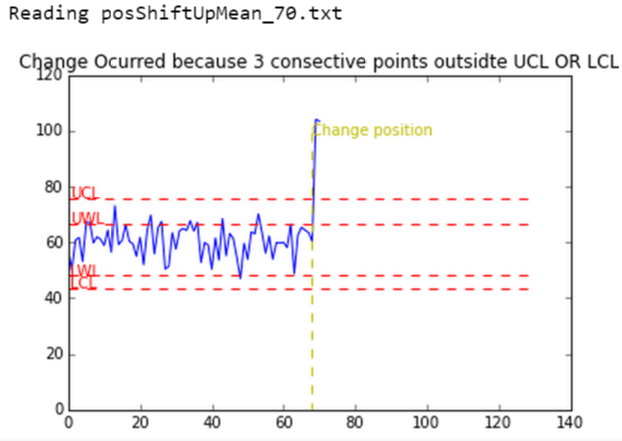 Reading posShiftUpMean_70.txt
Change Ocurred because 3 consective points outsidte UCL OR LCL
120
100
Change position
80
UCL
UWL
60
LWL
LCL
40
20
0
0 20 40 60 80 100 120 140